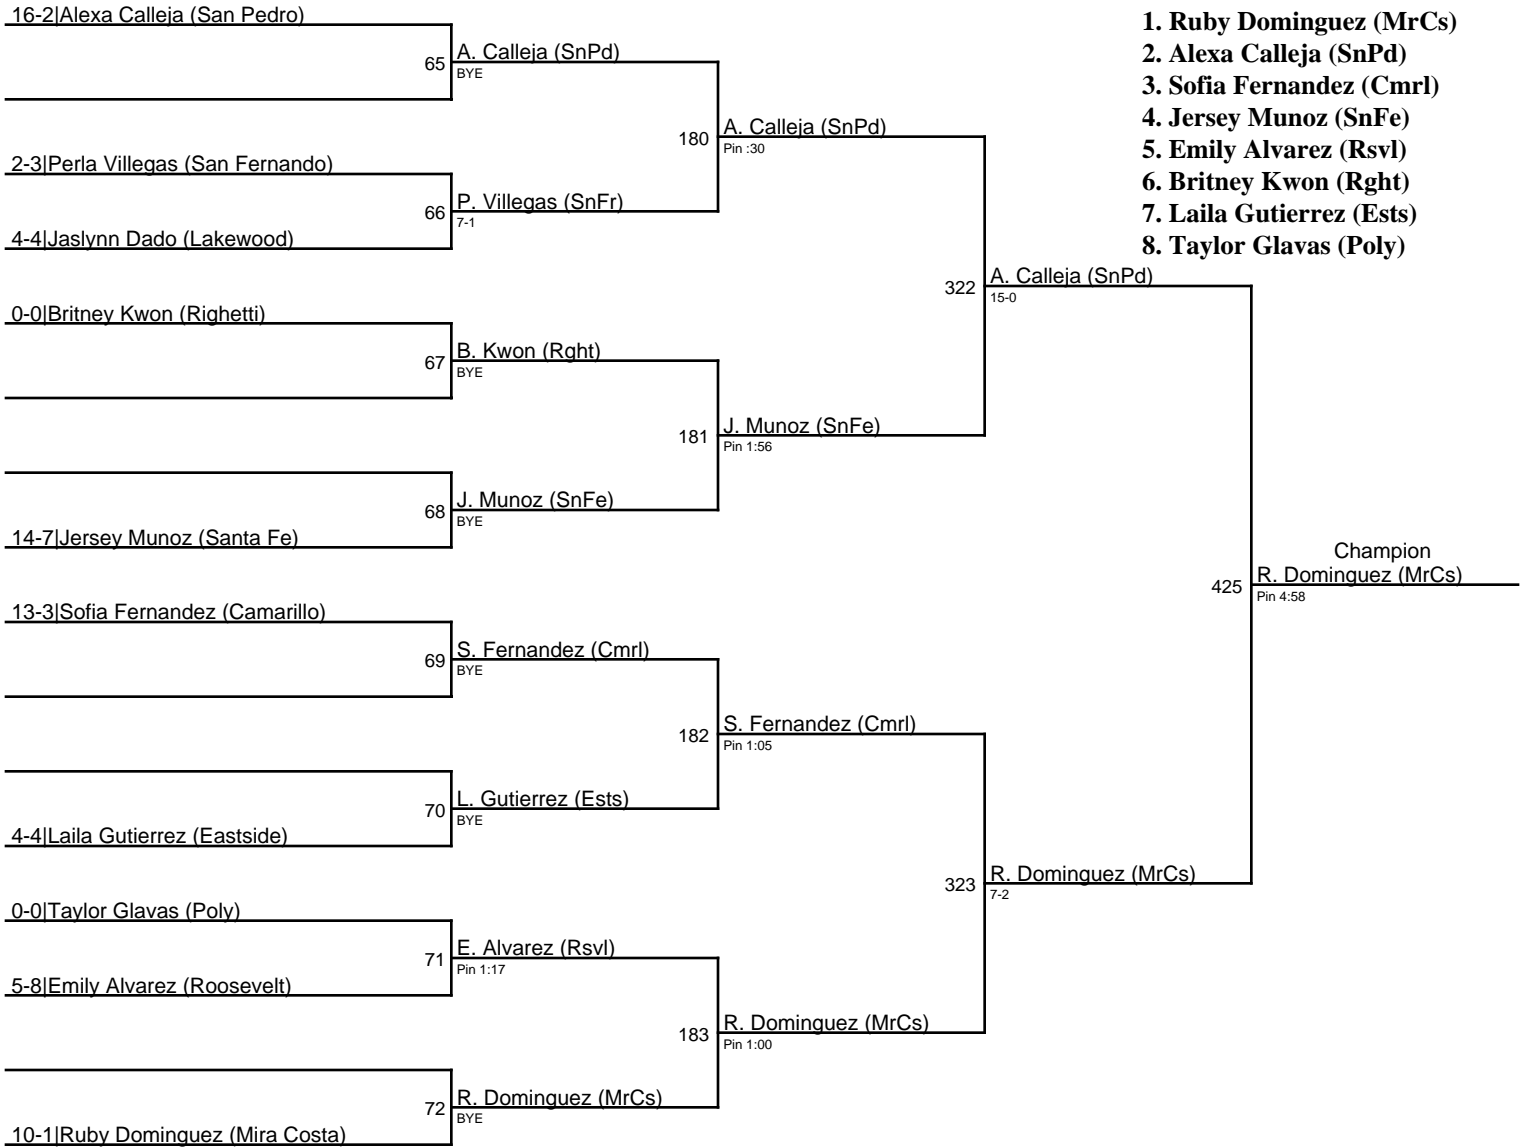 16-2|Alexa Calleja (San Pedro)
65
A. Calleja (SnPd)
BYE
2-3|Perla Villegas (San Fernando)
66
P. Villegas (SnFr)
7-1
4-4|Jaslynn Dado (Lakewood)
180
A. Calleja (SnPd)
Pin :30
0-0|Britney Kwon (Righetti)
67
B. Kwon (Rght)
BYE
181
J. Munoz (SnFe)
Pin 1:56
68
J. Munoz (SnFe)
BYE
14-7|Jersey Munoz (Santa Fe)
322
A. Calleja (SnPd)
15-0
13-3|Sofia Fernandez (Camarillo)
69
S. Fernandez (Cmrl)
BYE
182
S. Fernandez (Cmrl)
Pin 1:05
70
L. Gutierrez (Ests)
BYE
4-4|Laila Gutierrez (Eastside)
0-0|Taylor Glavas (Poly)
71
E. Alvarez (Rsvl)
Pin 1:17
5-8|Emily Alvarez (Roosevelt)
183
R. Dominguez (MrCs)
Pin 1:00
72
R. Dominguez (MrCs)
BYE
10-1|Ruby Dominguez (Mira Costa)
323
R. Dominguez (MrCs)
7-2
425
Champion
R. Dominguez (MrCs)
Pin 4:58
1. Ruby Dominguez (MrCs)
2. Alexa Calleja (SnPd)
3. Sofia Fernandez (Cmrl)
4. Jersey Munoz (SnFe)
5. Emily Alvarez (Rsvl)
6. Britney Kwon (Rght)
7. Laila Gutierrez (Ests)
8. Taylor Glavas (Poly)